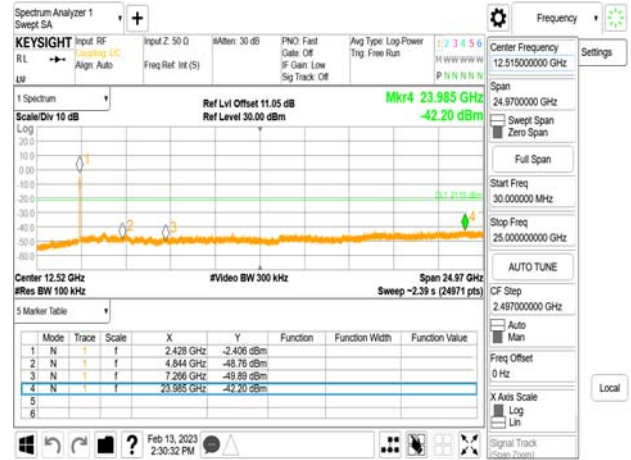 Spectrum Analyzer 1
Swept SA
Frequency
KEYSIGHT
RL
Input: RF
Coupling: DC
Align: Auto
Input Z: 50 Ω
Freq Ref: Int (S)
#Atten: 30 dB
PNO: Fast
Gate: Off
IF Gain: Low
Sig Track: Off
Avg Type: Log-Power
Trig: Free Run
1 2 3 4 5 6
M W W W W W
P N N N N N
LVI
1 Spectrum
Scale/Div 10 dB
Ref Lvl Offset 11.05 dB
Ref Level 30.00 dBm
Mkr4 23.985 GHz
-42.20 dBm
Log
20.0
10.0
0.00
-10.0
-20.0
-30.0
-40.0
-50.0
-60.0
1
2
3
4
Center 12.52 GHz
#Res BW 100 kHz
#Video BW 300 kHz
Span 24.97 GHz
Sweep ~2.39 s (24971 pts)
5 Marker Table
Mode Trace Scale X Y Function Function Width Function Value
1 N 1 f 2.428 GHz -2.406 dBm
2 N 1 f 4.844 GHz -48.76 dBm
3 N 1 f 7.266 GHz -49.89 dBm
4 N 1 f 23.985 GHz -42.20 dBm
5
6
Feb 13, 2023
2:30:32 PM
Center Frequency
12.515000000 GHz
Settings
Span
24.9700000 GHz
Swept Span
Zero Span
Full Span
Start Freq
30.000000 MHz
Stop Freq
25.000000000 GHz
AUTO TUNE
CF Step
2.497000000 GHz
Auto
Man
Freq Offset
0 Hz
X Axis Scale
Log
Lin
Local
Signal Track
(Span Zoom)